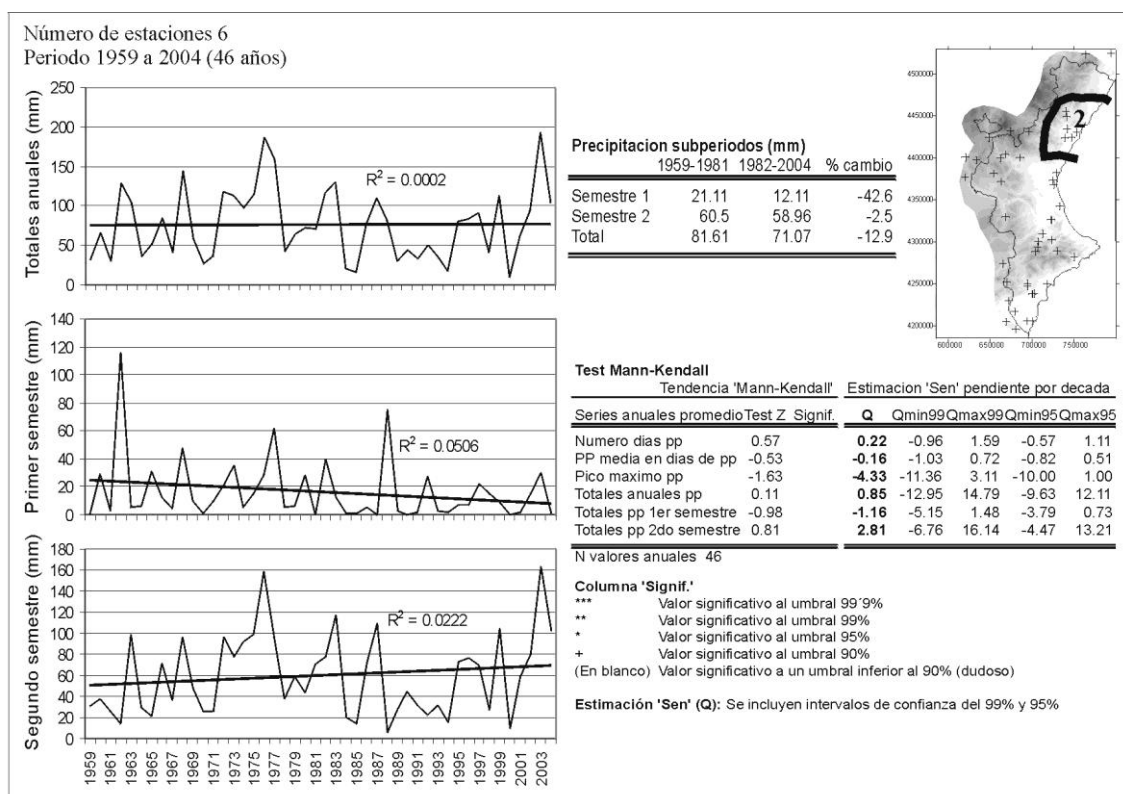 Número de estaciones 6
Periodo 1959 a 2004 (46 años)
Totales anuales (mm)
250
200
150
100
50
0
R² = 0.0002
Primer semestre (mm)
140
120
100
80
60
40
20
0
R² = 0.0506
Segundo semestre (mm)
180
160
140
120
100
80
60
40
20
0
R² = 0.0222
1959 1961 1963 1965 1967 1969 1971 1973 1975 1977 1979 1981 1983 1985 1987 1989 1991 1993 1995 1997 1999 2001 2003
Precipitacion subperiodos (mm)
1959-1981 1982-2004 % cambio
Semestre 1 21.11 12.11 -42.6
Semestre 2 60.5 58.96 -2.5
Total 81.61 71.07 -12.9
4500000
4450000
4400000
4350000
4300000
4250000
4200000
600000 650000 700000 750000
2
Test Mann-Kendall
Tendencia 'Mann-Kendall' Estimacion 'Sen' pendiente por decada
Series anuales promedio Test Z Signif. Q Qmin99 Qmax99 Qmin95 Qmax95
Numero dias pp 0.57 0.22 -0.96 1.59 -0.57 1.11
PP media en dias de pp -0.53 -0.16 -1.03 0.72 -0.82 0.51
Pico maximo pp -1.63 -4.33 -11.36 3.11 -10.00 1.00
Totales anuales pp 0.11 0.85 -12.95 14.79 -9.63 12.11
Totales pp 1er semestre -0.98 -1.16 -5.15 1.48 -3.79 0.73
Totales pp 2do semestre 0.81 2.81 -6.76 16.14 -4.47 13.21
N valores anuales 46
Columna 'Signif.'
*** Valor significativo al umbral 99´9%
** Valor significativo al umbral 99%
* Valor significativo al umbral 95%
+ Valor significativo al umbral 90%
(En blanco) Valor significativo a un umbral inferior al 90% (dudoso)
Estimación 'Sen' (Q): Se incluyen intervalos de confianza del 99% y 95%